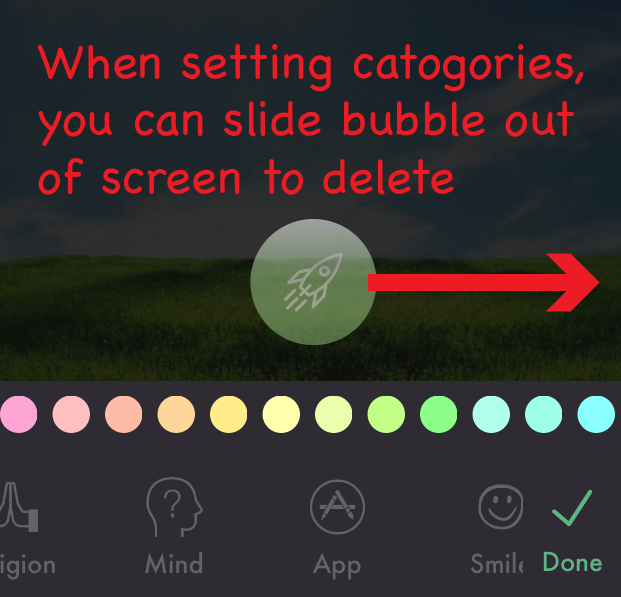 When setting catogories,
you can slide bubble out
of screen to delete
igion Mind App Smile Done